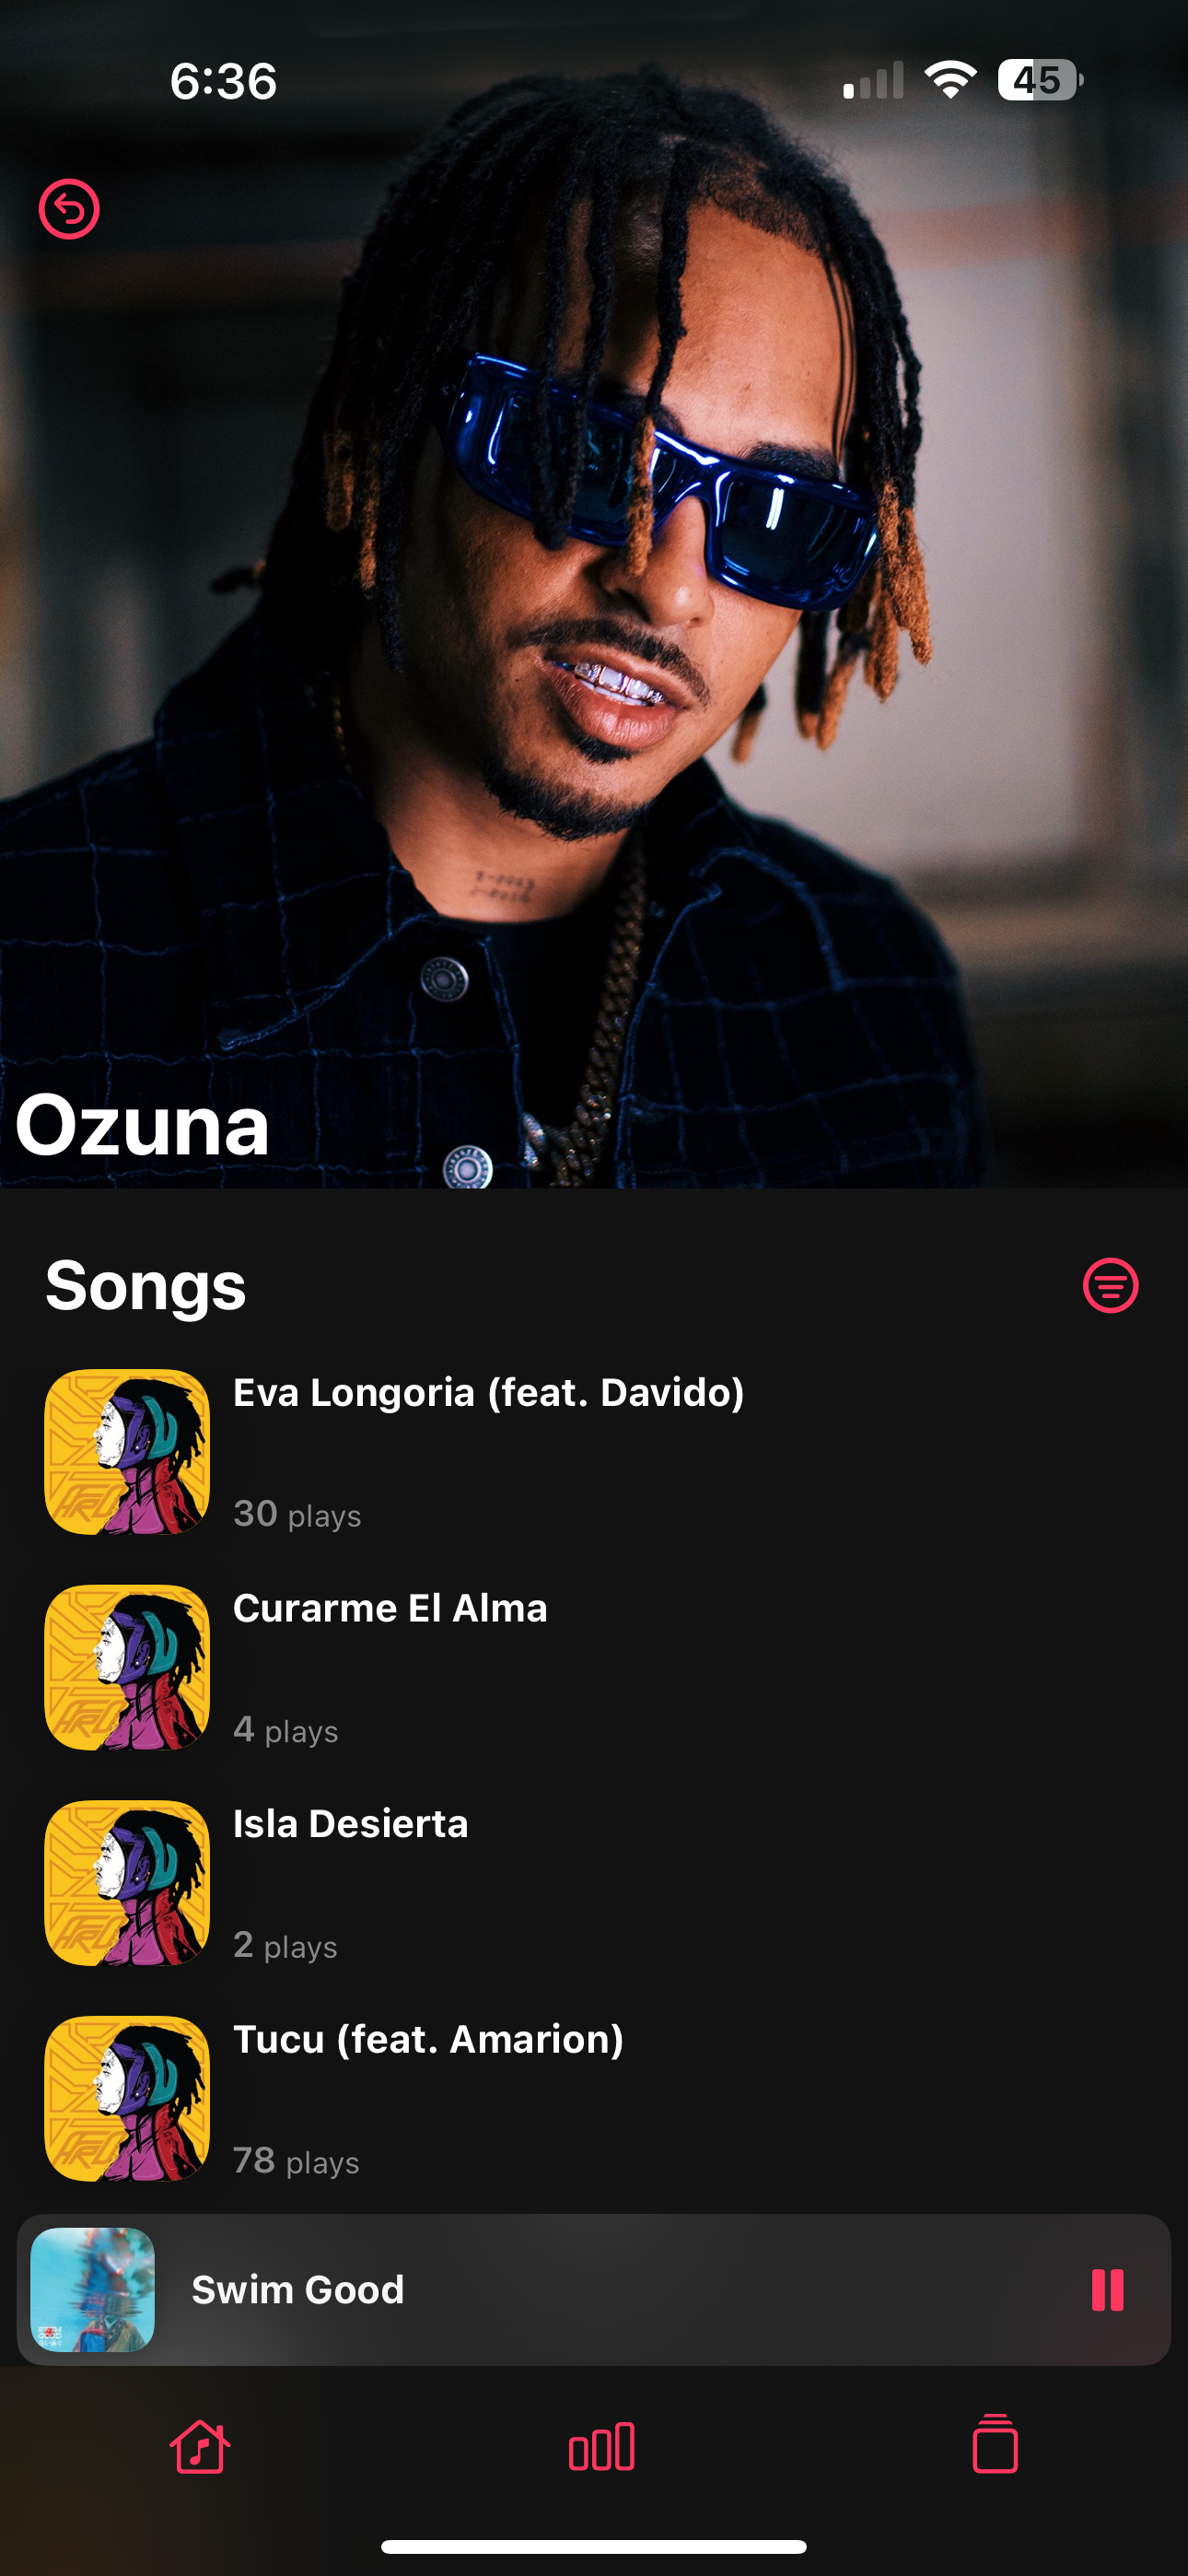 6:36
45
Ozuna
Songs
Eva Longoria (feat. Davido)
30 plays
Curarme El Alma
4 plays
Isla Desierta
2 plays
Tucu (feat. Amarion)
78 plays
Swim Good